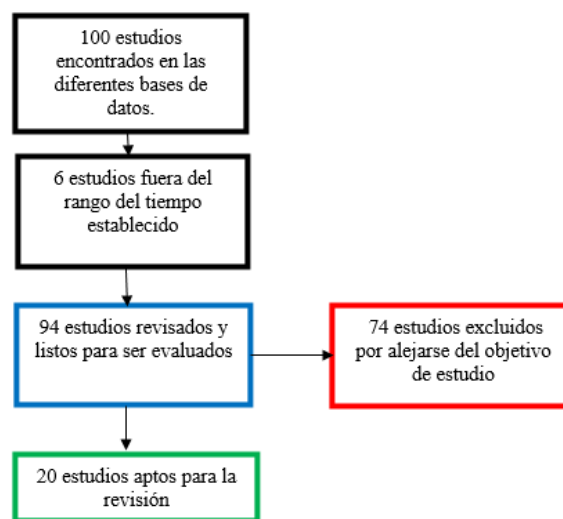 100 estudios
encontrados en las
diferentes bases de
datos.
6 estudios fuera del
rango del tiempo
establecido
94 estudios revisados y
listos para ser evaluados
74 estudios excluidos
por alejarse del objetivo
de estudio
20 estudios aptos para la
revisión